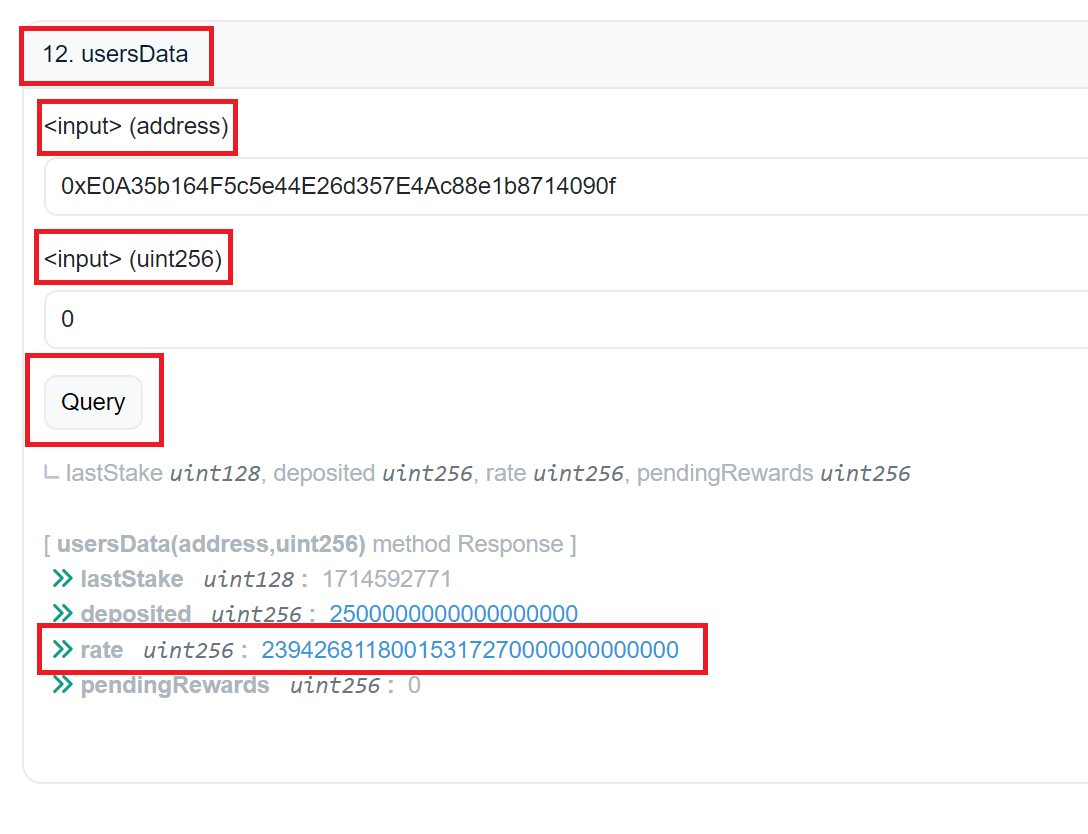 12. usersData
<input> (address)
0xE0A35b164F5c5e44E26d357E4Ac88e1b8714090f
<input> (uint256)
0
Query
lastStake uint128, deposited uint256, rate uint256, pendingRewards uint256
[ usersData(address,uint256) method Response ]
lastStake uint128 : 1714592771
deposited uint256 : 2500000000000000000
rate uint256 : 23942681180015317270000000000000
pendingRewards uint256 : 0